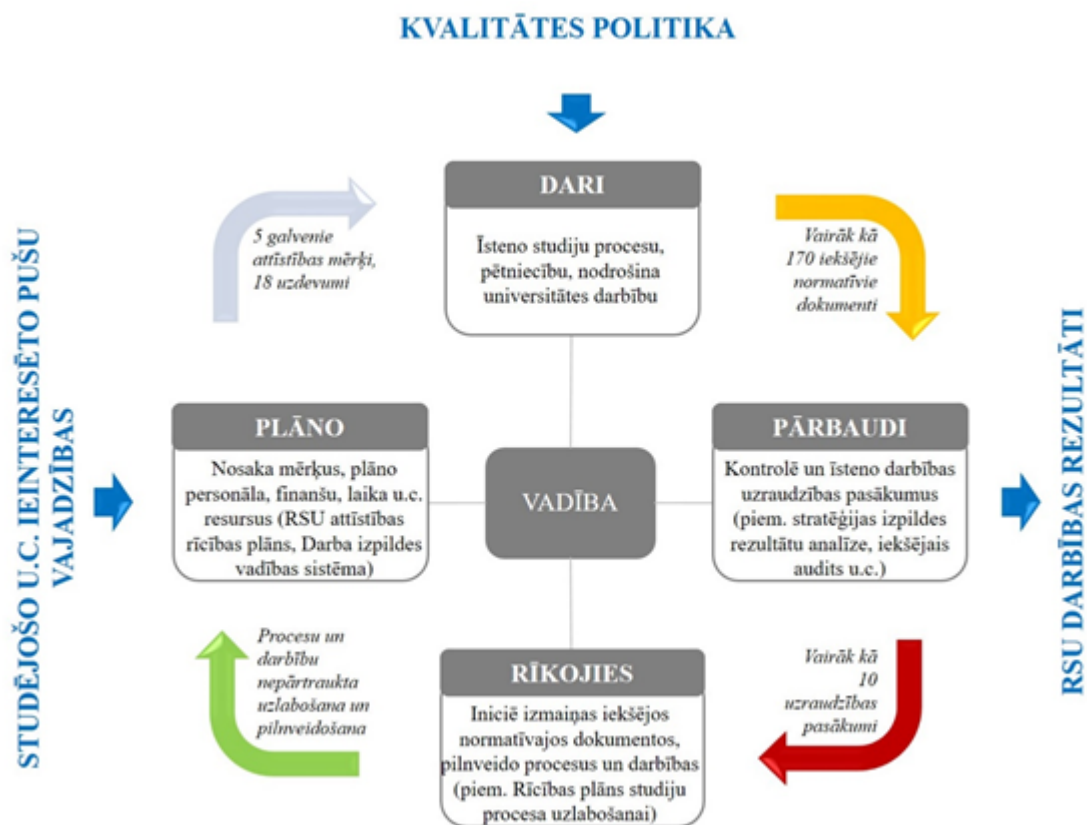 KVALITĀTES POLITIKA
DARI
Īsteno studiju procesu,
pētniecību, nodrošina
universitātes darbību
5 galvenie
attīstības mērķi,
18 uzdevumi
Vairāk kā
170 iekšējie
normatīvie
dokumenti
STUDĒJOŠO U.C. IEINTERESĒTO PUŠU
VAJADZĪBAS
PLĀNO
Nosaka mērķus, plāno
personāla, finanšu, laika u.c.
resursus (RSU attīstības
rīcības plāns, Darba izpildes
vadības sistēma)
VADĪBA
PĀRBAUDI
Kontrolē un īsteno darbības
uzraudzības pasākumus
(piem. stratēģijas izpildes
rezultātu analīze, iekšējais
audits u.c.)
RSU DARBĪBAS REZULTĀTI
Procesu un
darbību
nepārtraukta
uzlabošana un
pilnveidošana
RĪKOJIES
Iniciē izmaiņas iekšējos
normatīvajos dokumentos,
pilnveido procesus un darbības
(piem. Rīcības plāns studiju
procesa uzlabošanai)
Vairāk kā
10
uzraudzības
pasākumi